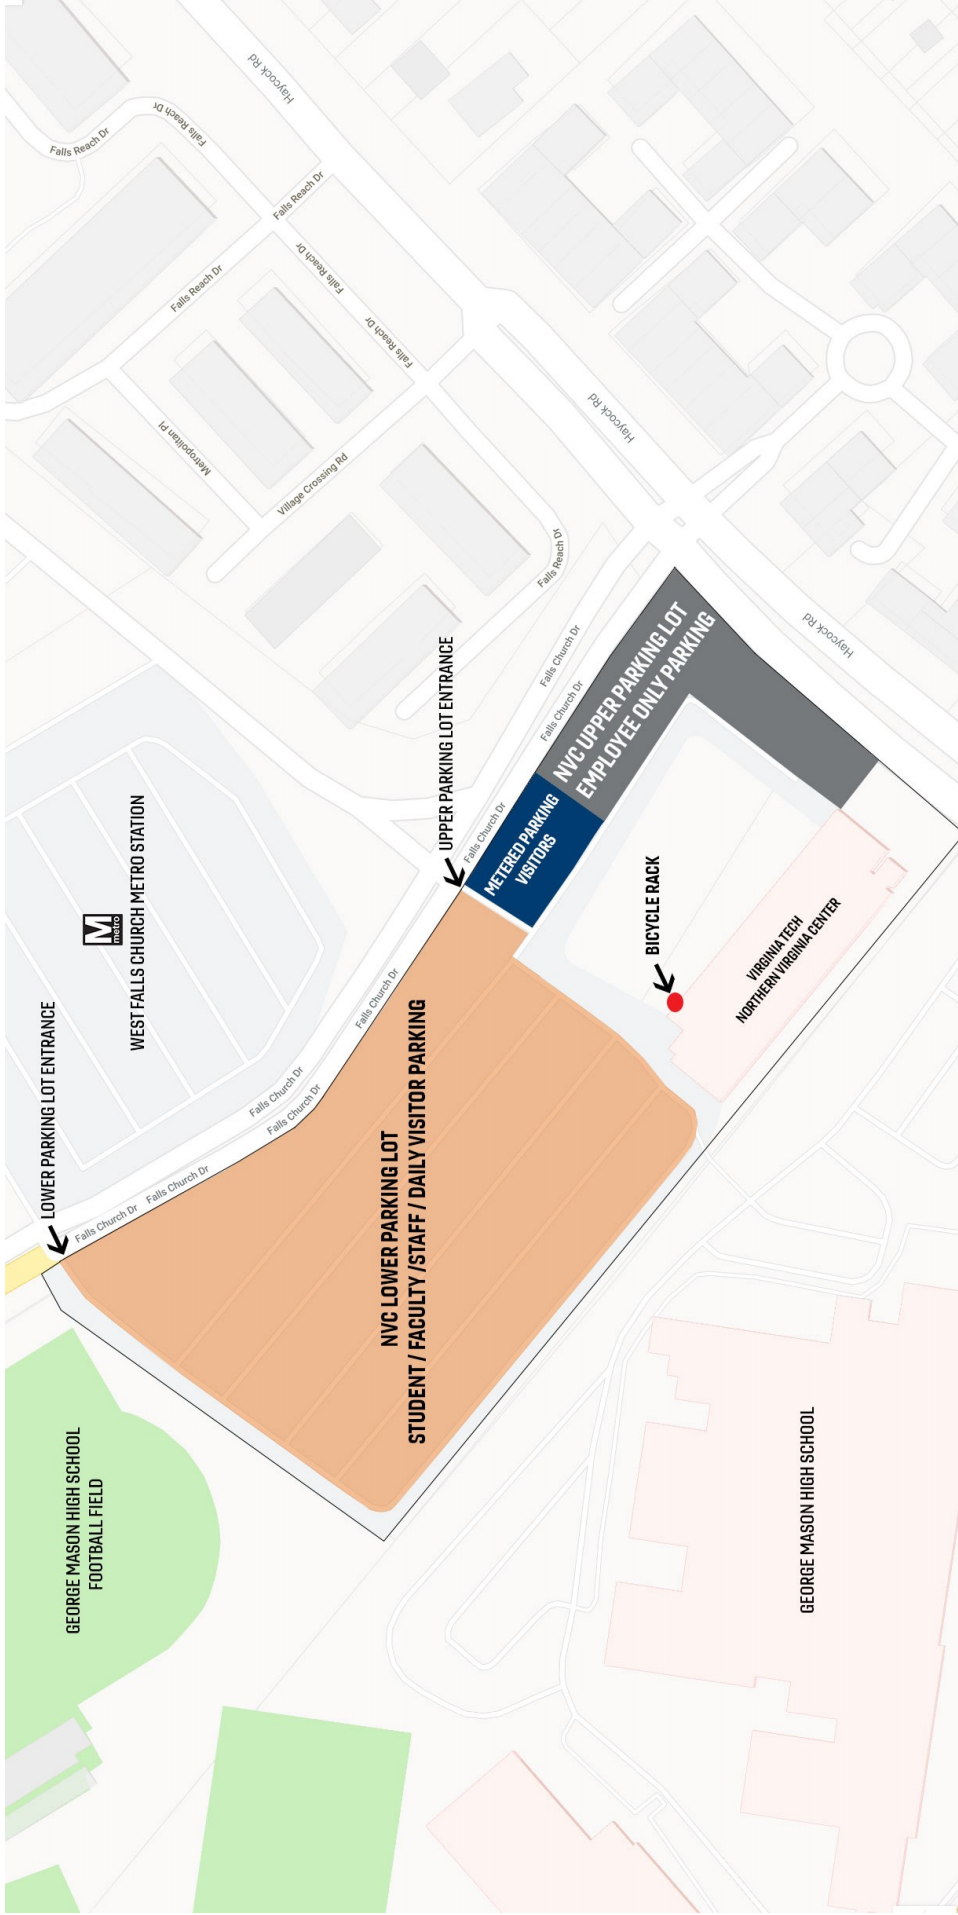 GEORGE MASON HIGH SCHOOL
FOOTBALL FIELD
LOWER PARKING LOT ENTRANCE
M
metro
WEST FALLS CHURCH METRO STATION
Falls Church Dr
Falls Church Dr
Falls Church Dr
Falls Church Dr
Falls Church Dr
Falls Church Dr
Falls Church Dr
Falls Church Dr
NVC LOWER PARKING LOT
STUDENT / FACULTY / STAFF / DAILY VISITOR PARKING
UPPER PARKING LOT ENTRANCE
METERED PARKING
VISITORS
NVC UPPER PARKING LOT
EMPLOYEE ONLY PARKING
BICYCLE RACK
VIRGINIA TECH
NORTHERN VIRGINIA CENTER
GEORGE MASON HIGH SCHOOL
Metropolitan Pl
Village Crossing Rd
Falls Reach Dr
Falls Reach Dr
Falls Reach Dr
Falls Reach Dr
Falls Reach Dr
Falls Reach Dr
Falls Reach Dr
Haycock Rd
Haycock Rd
Haycock Rd